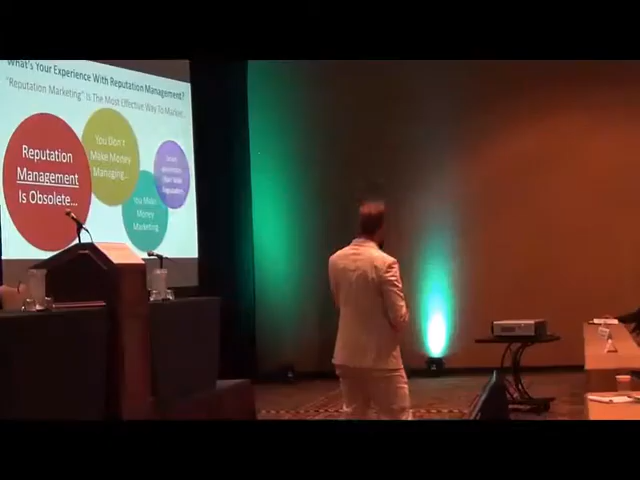 What's Your Experience With Reputation Management?
"Reputation Marketing" Is The Most Effective Way To Market...
Reputation
Management
Is Obsolete...
You Don't
Make Money
Managing...
You Make
Money
Marketing